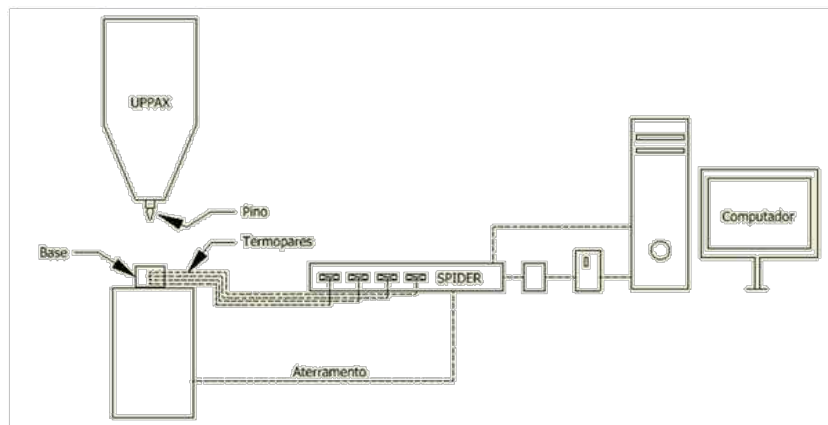 UPPAX
Pino
Termopares
Base
Computador
SPIDER
Aterramento